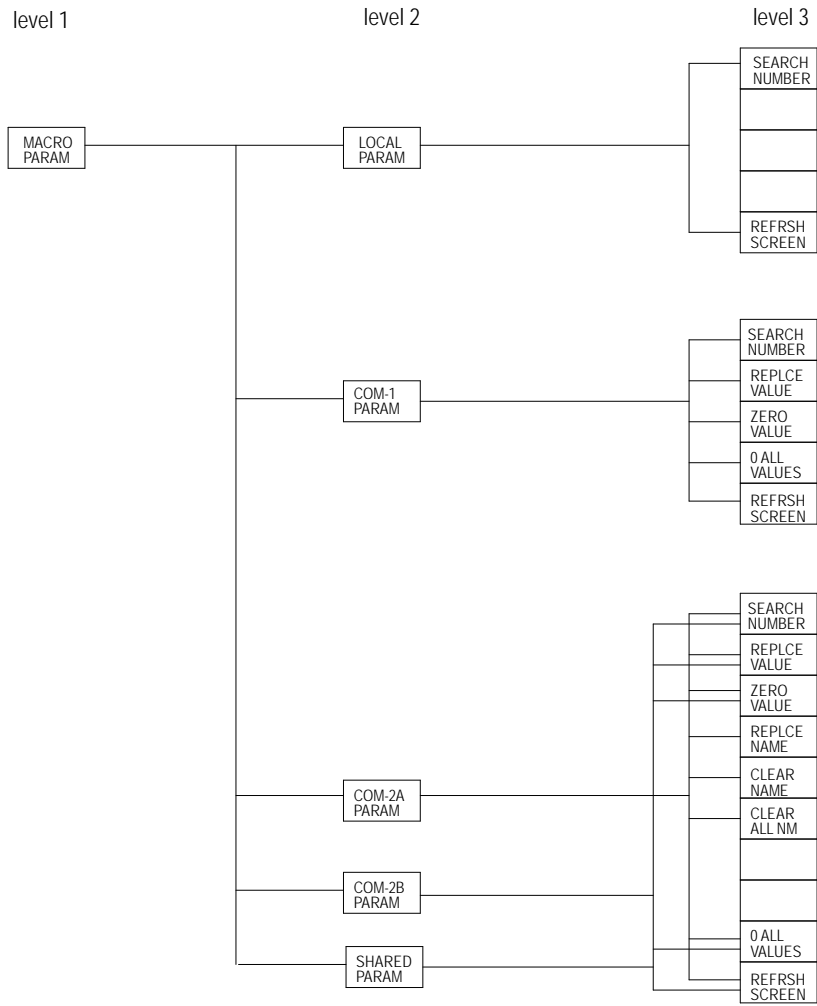 level 1
level 2
level 3
MACRO
PARAM
LOCAL
PARAM
SEARCH
NUMBER
REFRSH
SCREEN
COM-1
PARAM
SEARCH
NUMBER
REPLCE
VALUE
ZERO
VALUE
0 ALL
VALUES
REFRSH
SCREEN
COM-2A
PARAM
COM-2B
PARAM
SHARED
PARAM
SEARCH
NUMBER
REPLCE
VALUE
ZERO
VALUE
REPLCE
NAME
CLEAR
NAME
CLEAR
ALL NM
0 ALL
VALUES
REFRSH
SCREEN